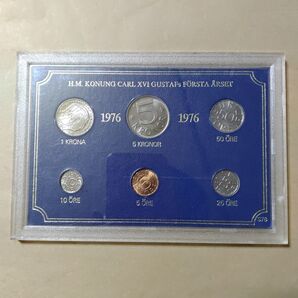 H.M. KONUNG CARL XVI GUSTAFs FÖRSTA ÅRSET
1976 1976
1 KRONA 5 KRONOR 50 ÖRE
10 ÖRE 5 ÖRE 25 ÖRE